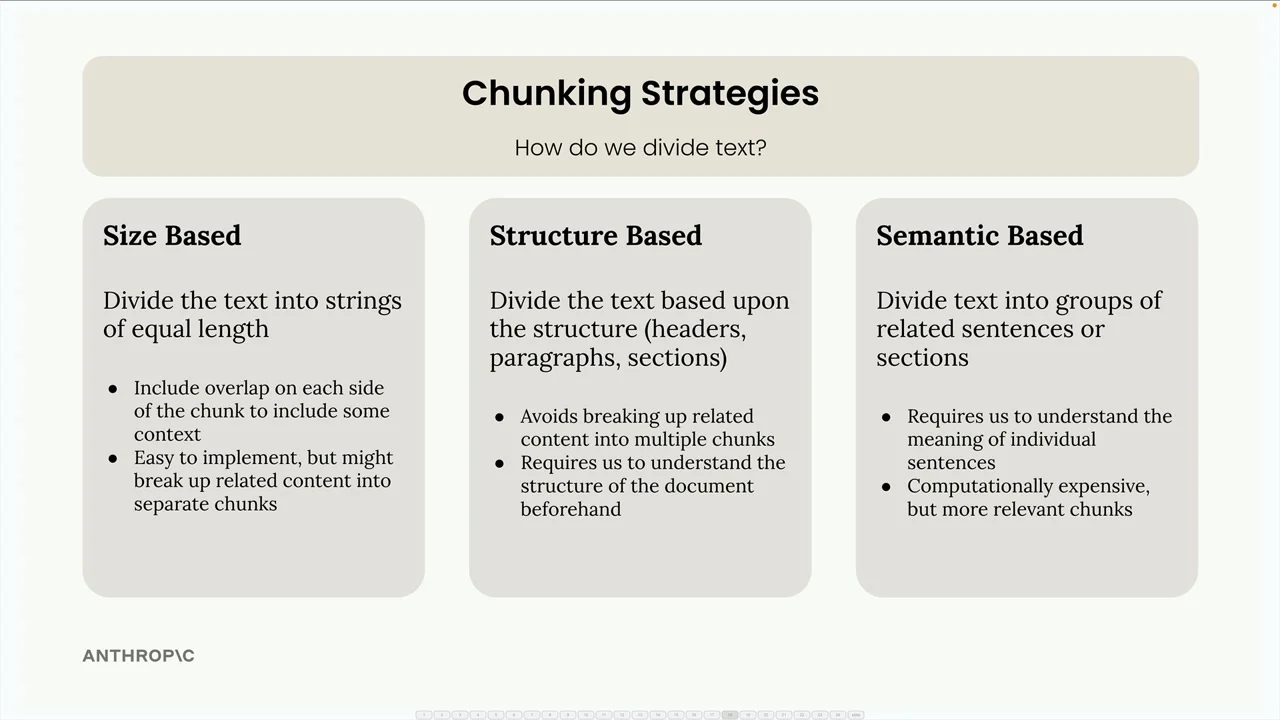 Chunking Strategies
How do we divide text?
Size Based
Divide the text into strings
of equal length
● Include overlap on each side
of the chunk to include some
context
● Easy to implement, but might
break up related content into
separate chunks
Structure Based
Divide the text based upon
the structure (headers,
paragraphs, sections)
● Avoids breaking up related
content into multiple chunks
● Requires us to understand the
structure of the document
beforehand
Semantic Based
Divide text into groups of
related sentences or
sections
● Requires us to understand the
meaning of individual
sentences
● Computationally expensive,
but more relevant chunks
ANTHROP\C